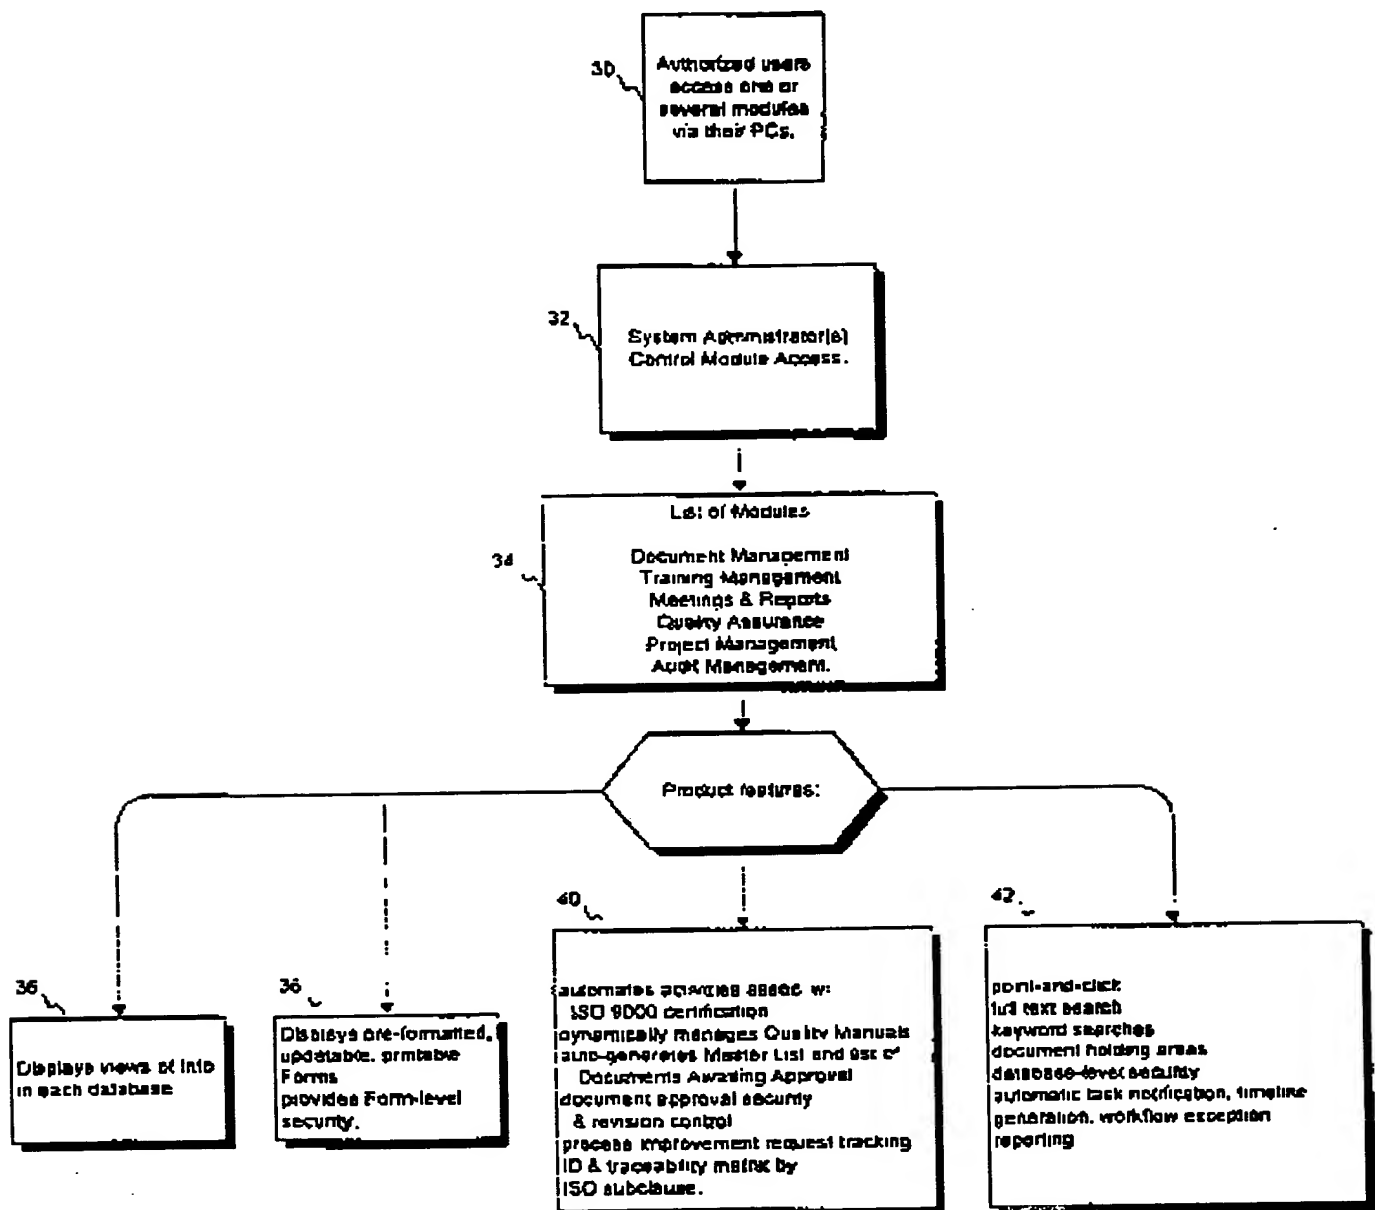 30
Authorized users
access one or
several modules
via their PCs.
32
System Administrator(s)
Control Module Access.
34
List of Modules
Document Management
Training Management
Meetings & Reports
Quality Assurance
Project Management
Audit Management.
Product features:
36
Displays views of info
in each database
36
Displays pre-formatted,
updatable, printable
Forms
provides Form-level
security.
40
automates activities assoc. w:
ISO 9000 certification
dynamically manages Quality Manuals
auto-generates Master List and list of
Documents Awaiting Approval
document approval security
& revision control
process improvement request tracking
ID & traceability matrix by
ISO subclause.
42
point-and-click
full text search
keyword searches
document holding areas
database-level security
automatic task notification, timeline
generation, workflow exception
reporting